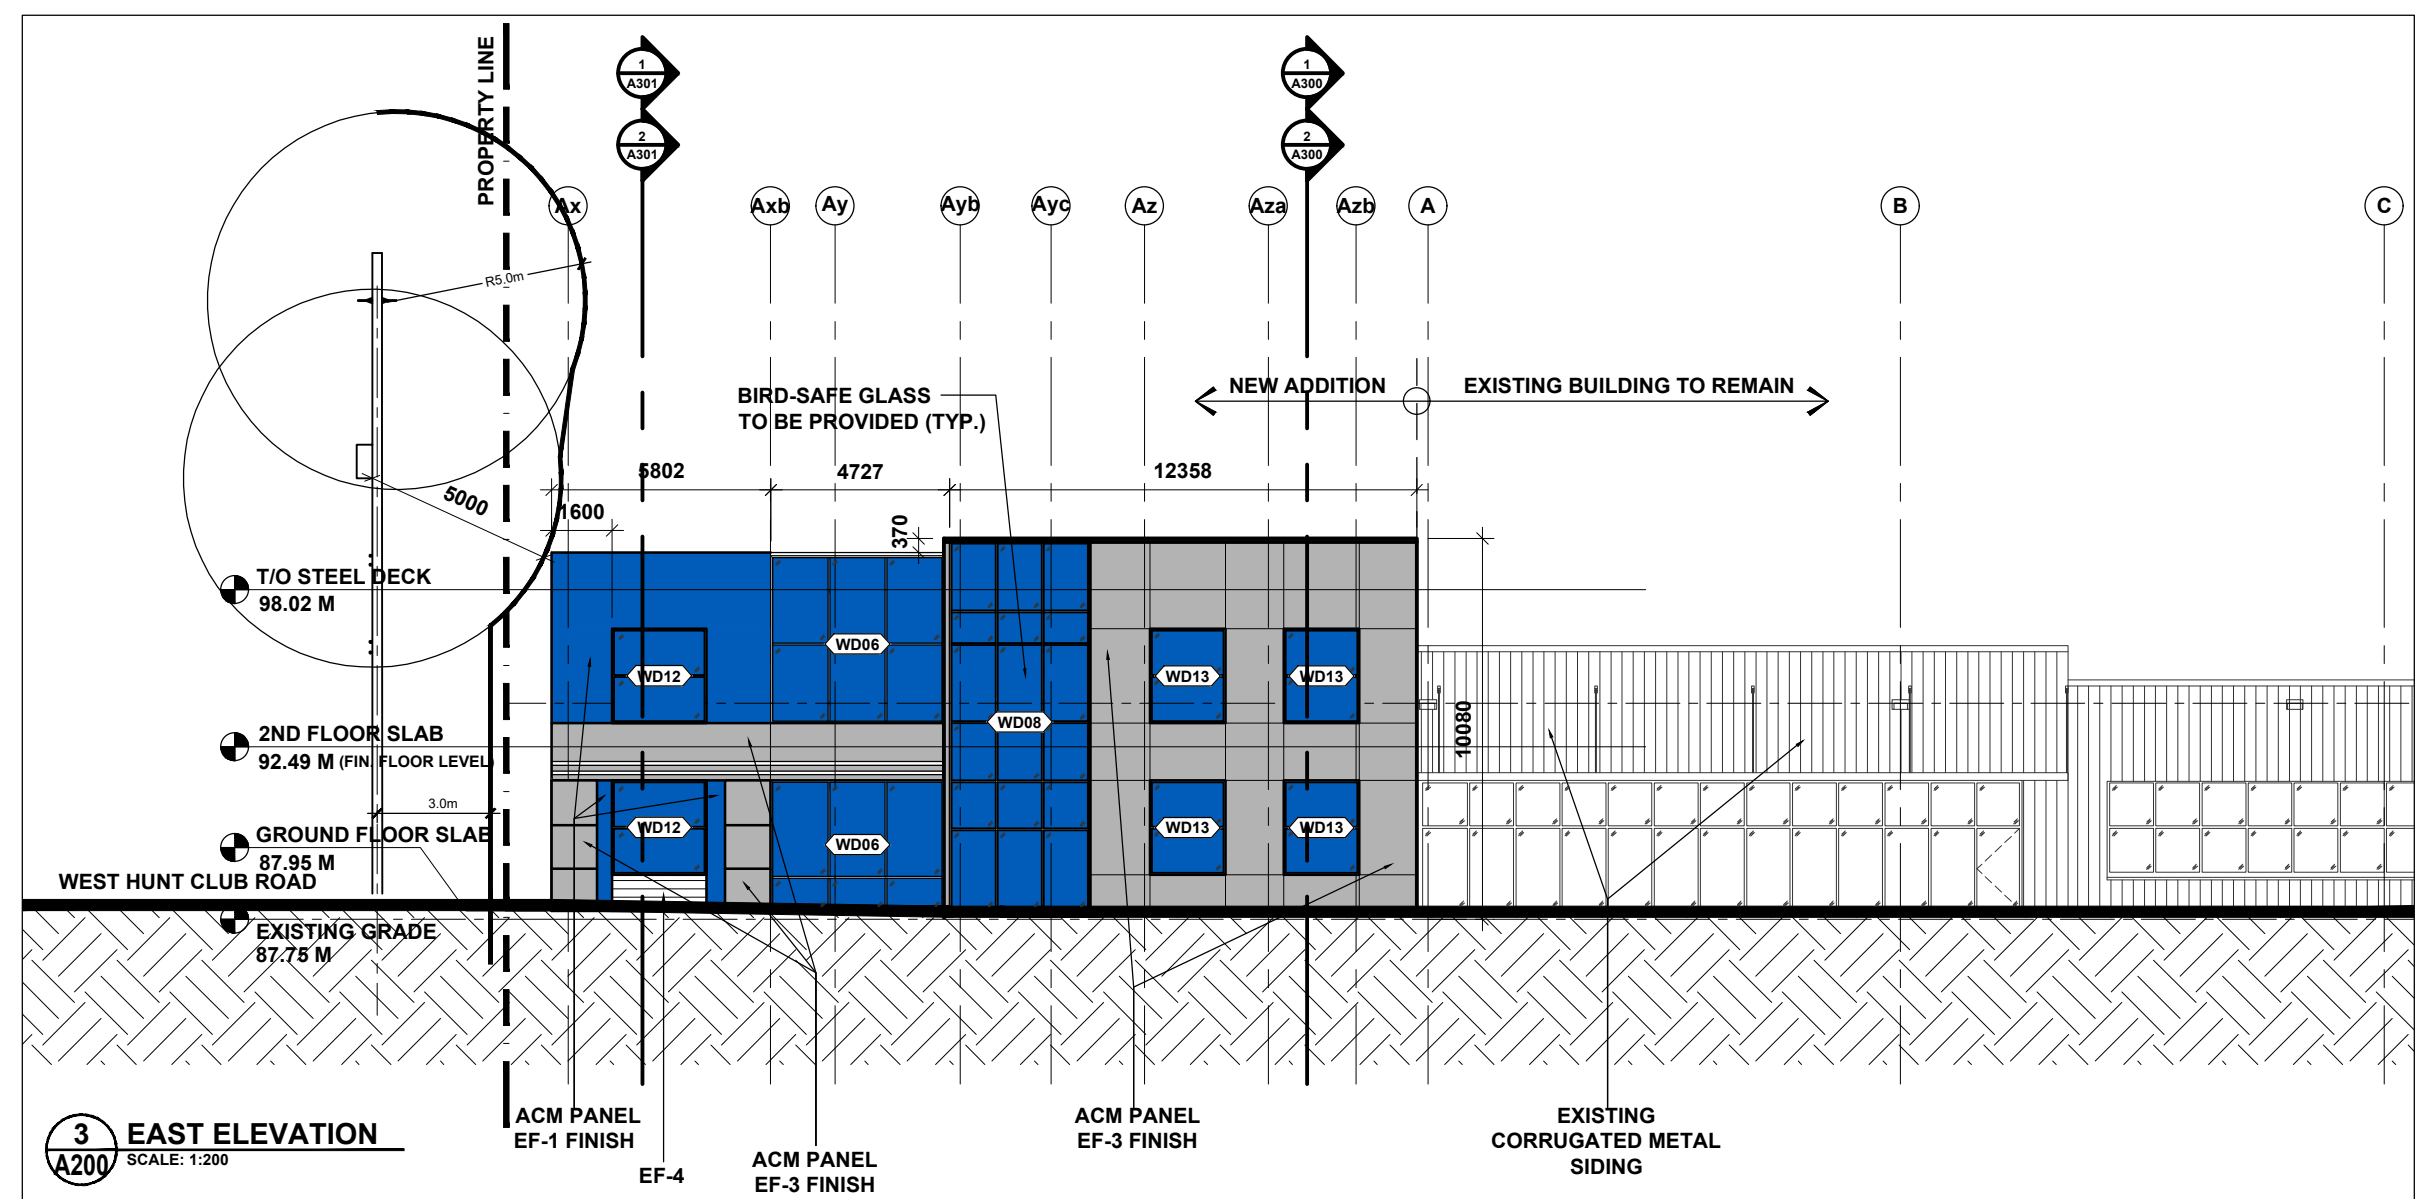 PROPERTY LINE
1
A301
2
A301
1
A300
2
A300
Ax
Axb
Ay
Ayb
Ayc
Az
Aza
Azb
A
B
C
R5.0m
BIRD-SAFE GLASS
TO BE PROVIDED (TYP.)
NEW ADDITION
EXISTING BUILDING TO REMAIN
5802
4727
12358
5000
1600
370
T/O STEEL DECK
98.02 M
WD06
WD12
WD13
WD13
WD08
10080
2ND FLOOR SLAB
92.49 M (FIN. FLOOR LEVEL)
3.0m
GROUND FLOOR SLAB
87.95 M
WD12
WD06
WD13
WD13
WEST HUNT CLUB ROAD
EXISTING GRADE
87.75 M
ACM PANEL
EF-1 FINISH
EF-4
ACM PANEL
EF-3 FINISH
ACM PANEL
EF-3 FINISH
EXISTING
CORRUGATED METAL
SIDING
3
A200
EAST ELEVATION
SCALE: 1:200